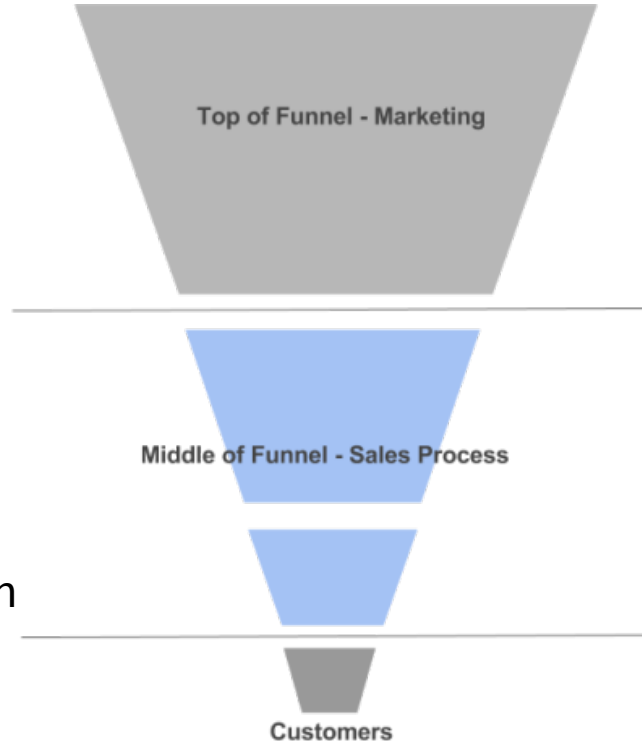 Top of Funnel - Marketing
Middle of Funnel - Sales Process
Customers